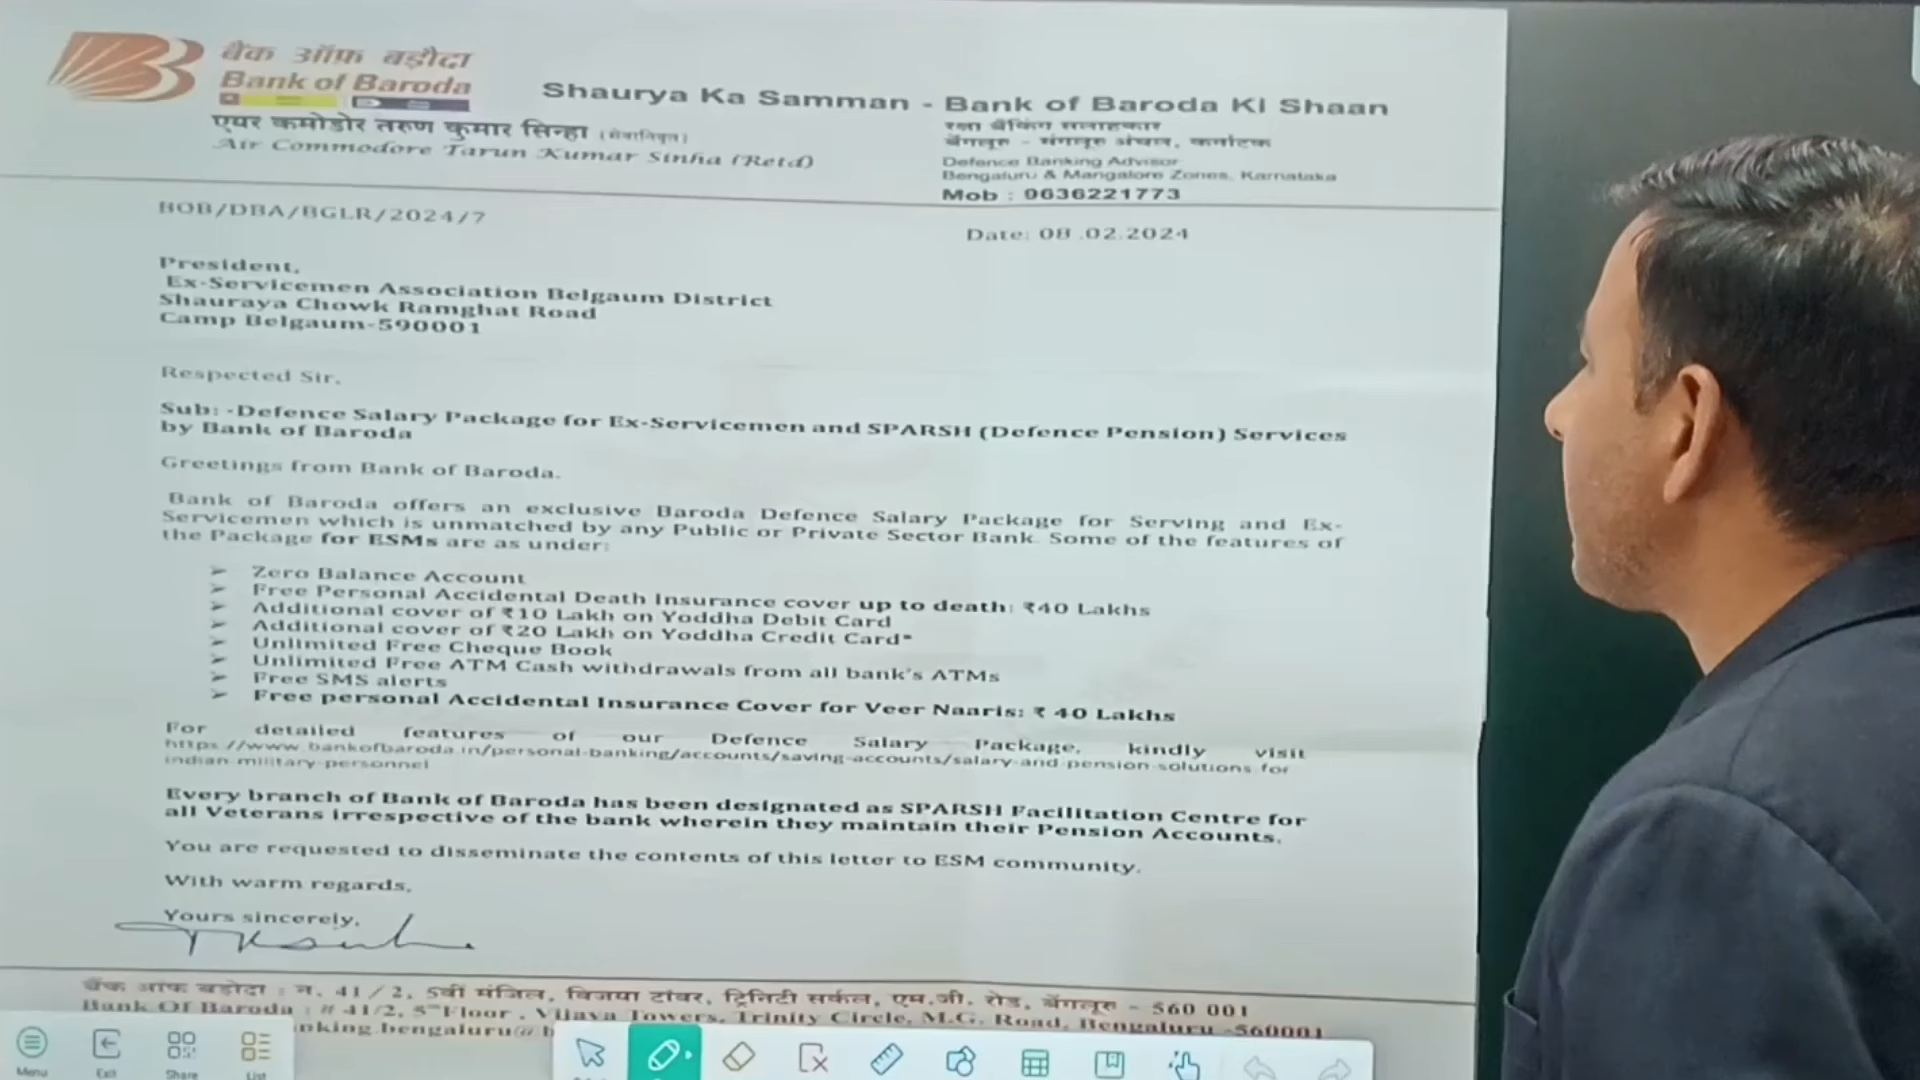 बैंक ऑफ़ बड़ौदा
Bank of Baroda
Shaurya Ka Samman - Bank of Baroda Ki Shaan
एयर कमोडोर तरुण कुमार सिन्हा (सेवानिवृत)
Air Commodore Tarun Kumar Sinha (Retd)
रक्षा बैंकिंग सलाहकार
बेंगलूरु - मंगलूरु अंचल, कर्नाटक
Defence Banking Advisor
Bengaluru & Mangalore Zones, Karnataka
Mob : 9636221773
BOB/DBA/BGLR/2024/7
Date: 08 .02.2024
President,
Ex-Servicemen Association Belgaum District
Shauraya Chowk Ramghat Road
Camp Belgaum-590001
Respected Sir,
Sub: -Defence Salary Package for Ex-Servicemen and SPARSH (Defence Pension) Services
by Bank of Baroda
Greetings from Bank of Baroda.
Bank of Baroda offers an exclusive Baroda Defence Salary Package for Serving and Ex-
Servicemen which is unmatched by any Public or Private Sector Bank. Some of the features of
the Package for ESMs are as under:
➤ Zero Balance Account
➤ Free Personal Accidental Death Insurance cover up to death: ₹40 Lakhs
➤ Additional cover of ₹10 Lakh on Yoddha Debit Card
➤ Additional cover of ₹20 Lakh on Yoddha Credit Card*
➤ Unlimited Free Cheque Book
➤ Unlimited Free ATM Cash withdrawals from all bank's ATMs
➤ Free SMS alerts
➤ Free personal Accidental Insurance Cover for Veer Naaris: ₹ 40 Lakhs
For detailed features of our Defence Salary Package, kindly visit
https://www.bankofbaroda.in/personal-banking/accounts/saving-accounts/salary-and-pension-solutions-for
indian-military-personnel
Every branch of Bank of Baroda has been designated as SPARSH Facilitation Centre for
all Veterans irrespective of the bank wherein they maintain their Pension Accounts.
You are requested to disseminate the contents of this letter to ESM community.
With warm regards,
Yours sincerely,
बैंक ऑफ बड़ोदा : न. 41/2, 5वीं मंजिल, विजया टांवर, ट्रिनिटी सर्कल, एम.जी. रोड, बेंगलूरु - 560 001
Bank Of Baroda : # 41/2, 5th Floor , Vijaya Towers, Trinity Circle, M.G. Road, Bengaluru -560001
nking.bengaluru@b
Menu
Exit
Share
List